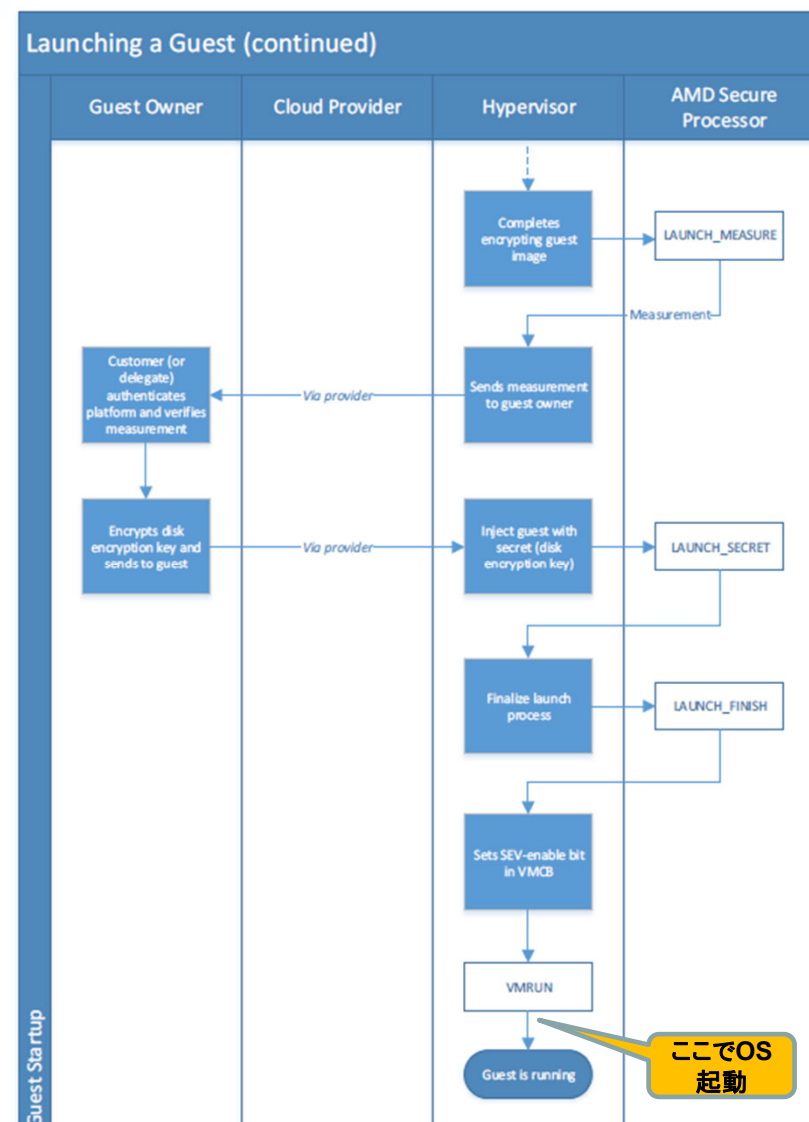 Launching a Guest (continued)
Guest Owner
Cloud Provider
Hypervisor
AMD Secure
Processor
Completes
encrypting guest
image
LAUNCH_MEASURE
Measurement
Customer (or
delegate)
authenticates
platform and verifies
measurement
Via provider
Sends measurement
to guest owner
Encrypts disk
encryption key and
sends to guest
Via provider
Inject guest with
secret (disk
encryption key)
LAUNCH_SECRET
Finalize launch
process
LAUNCH_FINISH
Sets SEV-enable bit
in VMCB
VMRUN
Guest is running
ここでOS
起動
Guest Startup